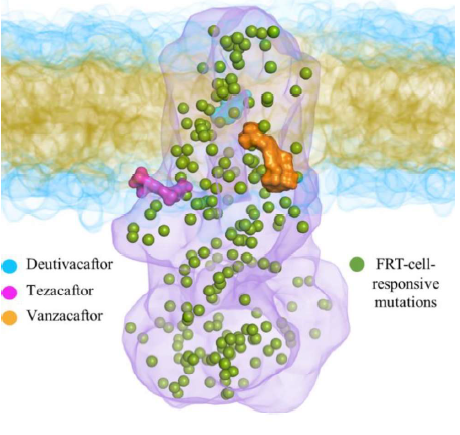 Deutivacaftor
Tezacaftor
Vanzacaftor
FRT-cell-
responsive
mutations